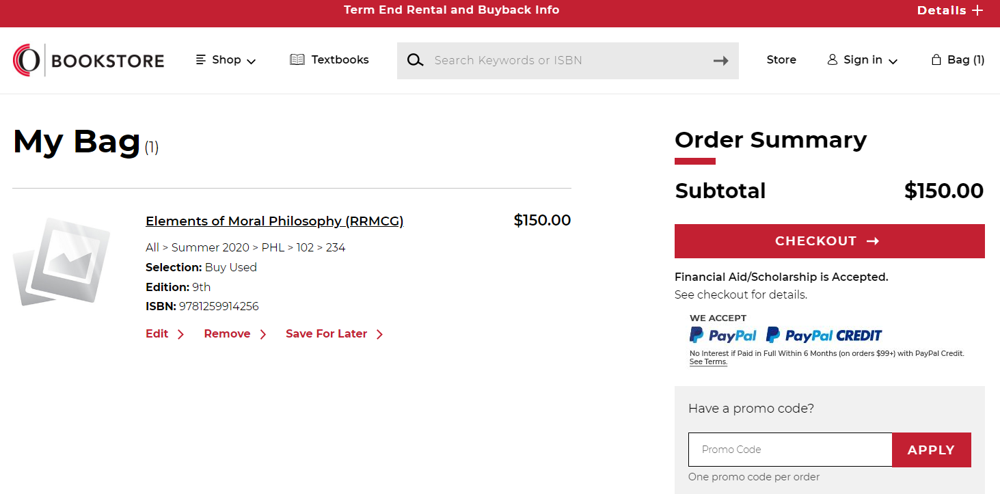 Term End Rental and Buyback Info
Details
BOOKSTORE
Shop
Textbooks
Search Keywords or ISBN
Store
Sign in
Bag (1)
My Bag (1)
Elements of Moral Philosophy (RRMCG)
$150.00
All > Summer 2020 > PHL > 102 > 234
Selection: Buy Used
Edition: 9th
ISBN: 9781259914256
Edit
Remove
Save For Later
Order Summary
Subtotal $150.00
CHECKOUT
Financial Aid/Scholarship is Accepted.
See checkout for details.
WE ACCEPT
PayPal PayPal CREDIT
No Interest if Paid in Full Within 6 Months (on orders $99+) with PayPal Credit.
See Terms.
Have a promo code?
Promo Code
APPLY
One promo code per order